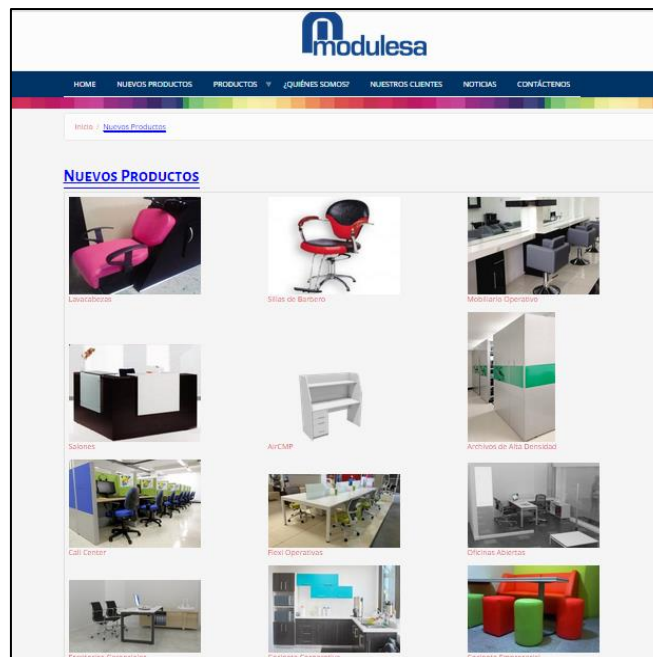 modulesa
HOME NUEVOS PRODUCTOS PRODUCTOS ¿QUIÉNES SOMOS? NUESTROS CLIENTES NOTICIAS CONTÁCTENOS
Inicio / Nuevos Productos
NUEVOS PRODUCTOS
Lavacabezas Sillas de Barbero Mobiliario Operativo
Salones AirCMP Archivos de Alta Densidad
Call Center Flexi Operativas Oficinas Abiertas